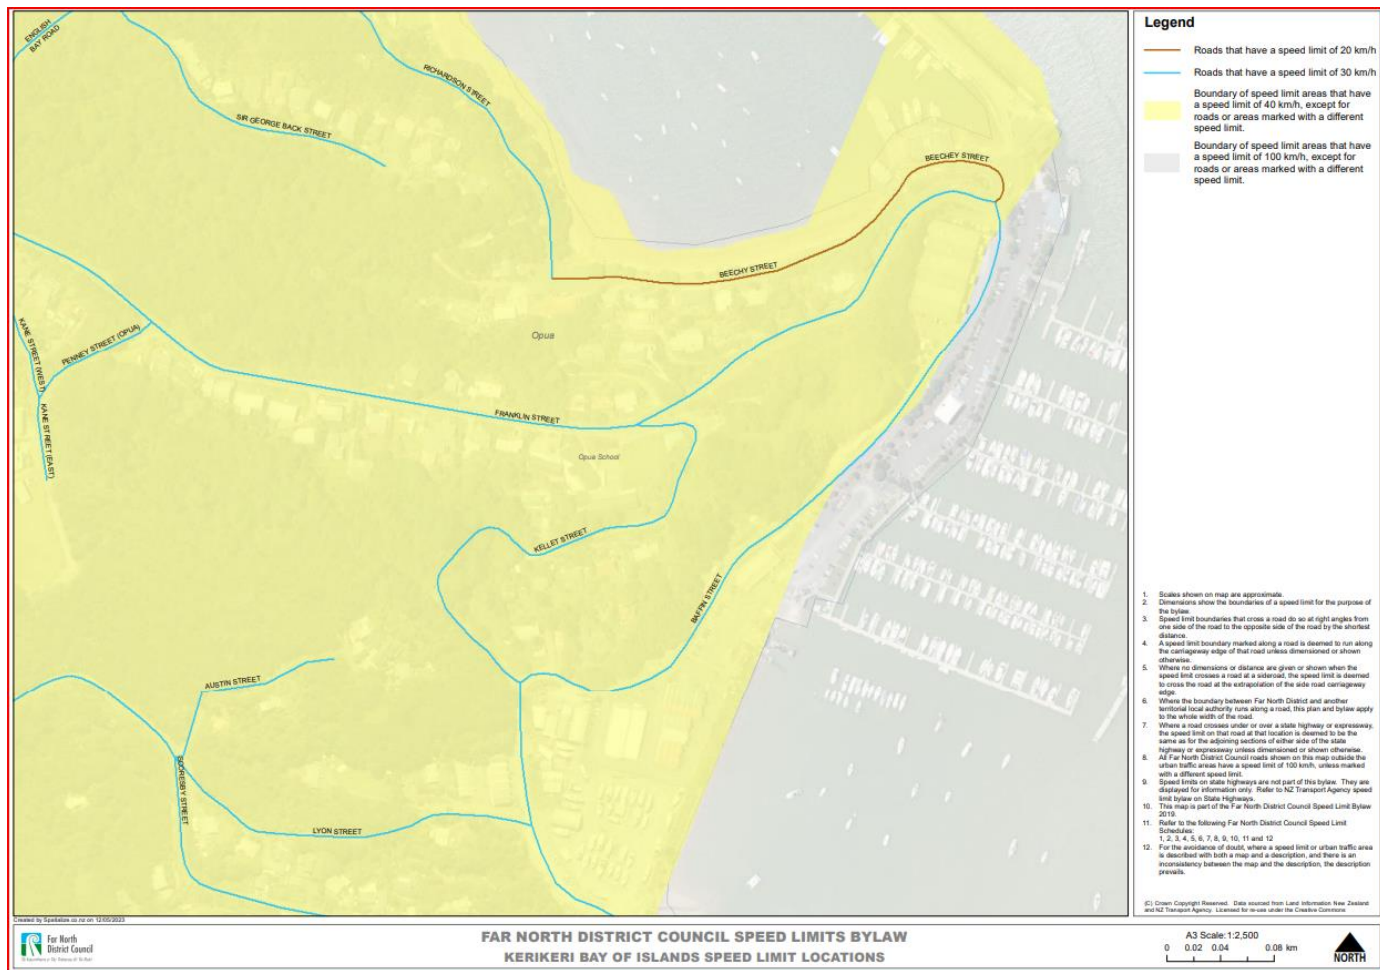 ENGLISH
BAY ROAD
RICHARDSON STREET
SIR GEORGE BACK STREET
BEECHEY STREET
BEECHY STREET
Opua
KANE STREET (WEST)
PENNEY STREET (OPUA)
KANE STREET (EAST)
FRANKLIN STREET
Opua School
KELLET STREET
BAFFIN STREET
AUSTIN STREET
SCORESBY STREET
LYON STREET
Legend
Roads that have a speed limit of 20 km/h
Roads that have a speed limit of 30 km/h
Boundary of speed limit areas that have
a speed limit of 40 km/h, except for
roads or areas marked with a different
speed limit.
Boundary of speed limit areas that have
a speed limit of 100 km/h, except for
roads or areas marked with a different
speed limit.
1. Scales shown on map are approximate.
2. Dimensions show the boundaries of a speed limit for the purpose of
the bylaw.
3. Speed limit boundaries that cross a road do so at right angles from
one side of the road to the opposite side of the road by the shortest
distance.
4. A speed limit boundary marked along a road is deemed to run along
the carriageway edge of that road unless dimensioned or shown
otherwise.
5. Where no dimensions or distance are given or shown when the
speed limit crosses a road at a sideroad, the speed limit is deemed
to cross the road at the extrapolation of the side road carriageway
edge.
6. Where the boundary between Far North District and another
territorial local authority runs along a road, this plan and bylaw apply
to the whole width of the road.
7. Where a road crosses under or over a state highway or expressway,
the speed limit on that road at that location is deemed to be the
same as for the adjoining sections of either side of the state
highway or expressway unless dimensioned or shown otherwise.
8. All Far North District Council roads shown on this map outside the
urban traffic areas have a speed limit of 100 km/h, unless marked
with a different speed limit.
9. Speed limits on state highways are not part of this bylaw. They are
displayed for information only. Refer to NZ Transport Agency speed
limit bylaw on State Highways.
10. This map is part of the Far North District Council Speed Limit Bylaw
2019.
11. Refer to the following Far North District Council Speed Limit
Schedules:
1, 2, 3, 4, 5, 6, 7, 8, 9, 10, 11 and 12
12. For the avoidance of doubt, where a speed limit or urban traffic area
is described with both a map and a description, and there is an
inconsistency between the map and the description, the description
prevails.
(C) Crown Copyright Reserved. Data sourced from Land Information New Zealand
and NZ Transport Agency. Licensed for re-use under the Creative Commons
Created by Spatialize.co.nz on 12/05/2023
Far North
District Council
FAR NORTH DISTRICT COUNCIL SPEED LIMITS BYLAW
KERIKERI BAY OF ISLANDS SPEED LIMIT LOCATIONS
A3 Scale: 1:2,500
0 0.02 0.04 0.08 km
NORTH